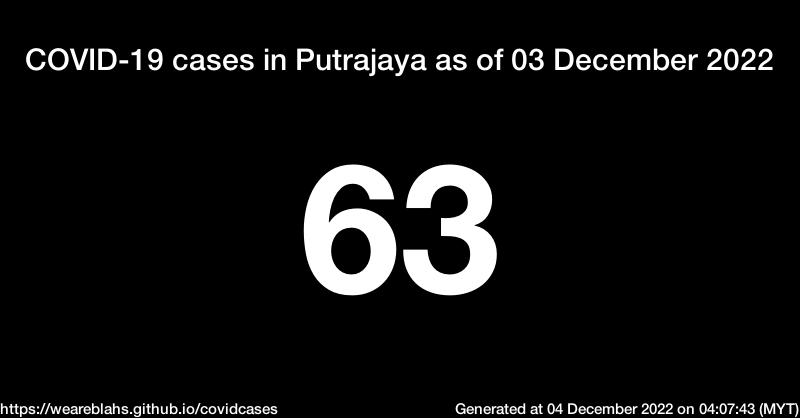 COVID-19 cases in Putrajaya as of 03 December 2022
63
https://weareblahs.github.io/covidcases
Generated at 04 December 2022 on 04:07:43 (MYT)